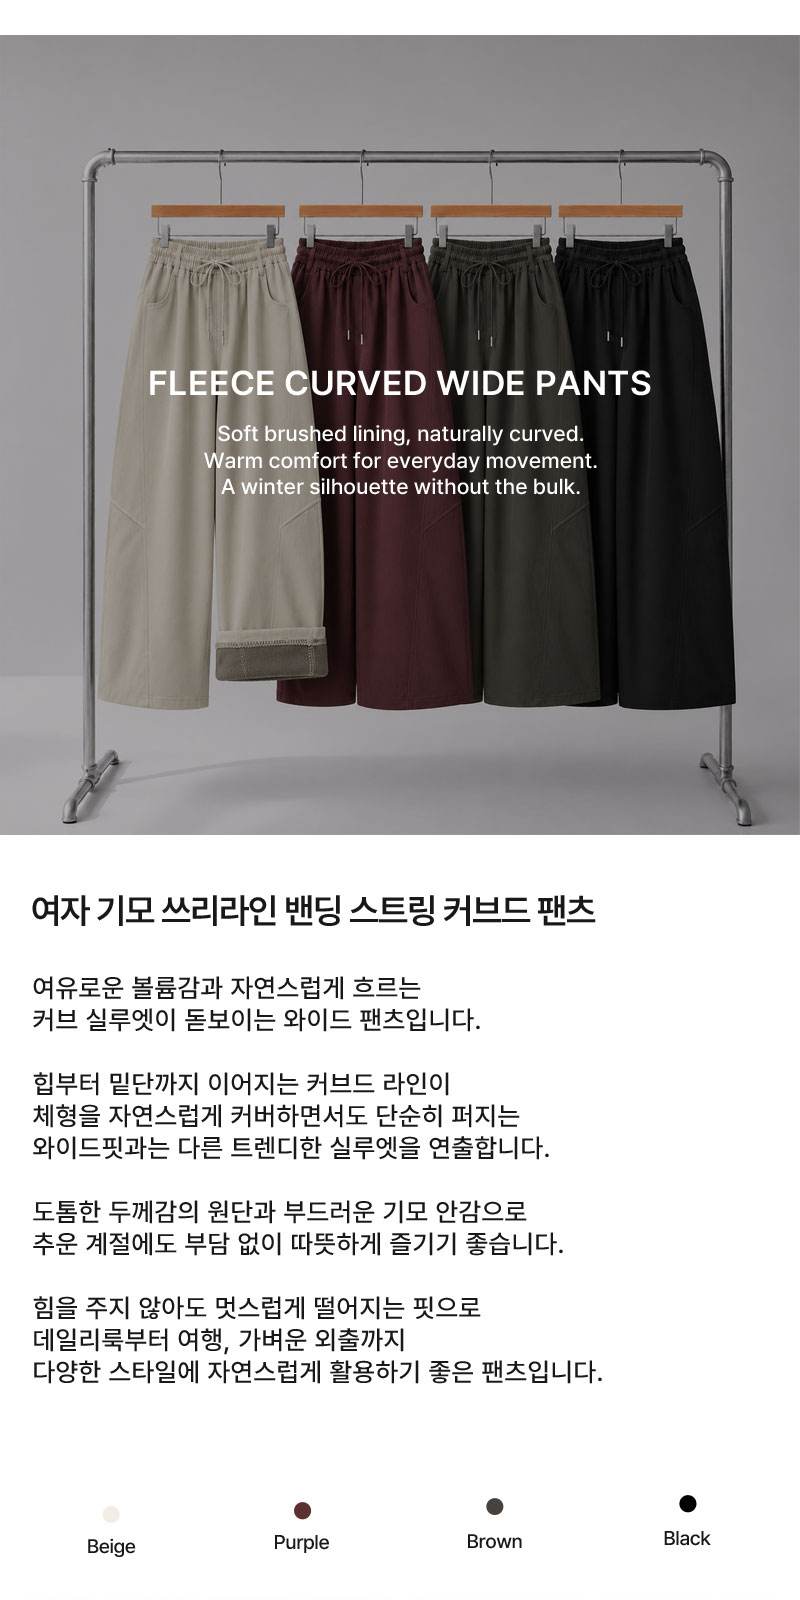 FLEECE CURVED WIDE PANTS
Soft brushed lining, naturally curved.
Warm comfort for everyday movement.
A winter silhouette without the bulk.
여자 기모 쓰리라인 밴딩 스트링 커브드 팬츠
여유로운 볼륨감과 자연스럽게 흐르는
커브 실루엣이 돋보이는 와이드 팬츠입니다.
힙부터 밑단까지 이어지는 커브드 라인이
체형을 자연스럽게 커버하면서도 단순히 퍼지는
와이드핏과는 다른 트렌디한 실루엣을 연출합니다.
도톰한 두께감의 원단과 부드러운 기모 안감으로
추운 계절에도 부담 없이 따뜻하게 즐기기 좋습니다.
힘을 주지 않아도 멋스럽게 떨어지는 핏으로
데일리룩부터 여행, 가벼운 외출까지
다양한 스타일에 자연스럽게 활용하기 좋은 팬츠입니다.
Beige
Purple
Brown
Black